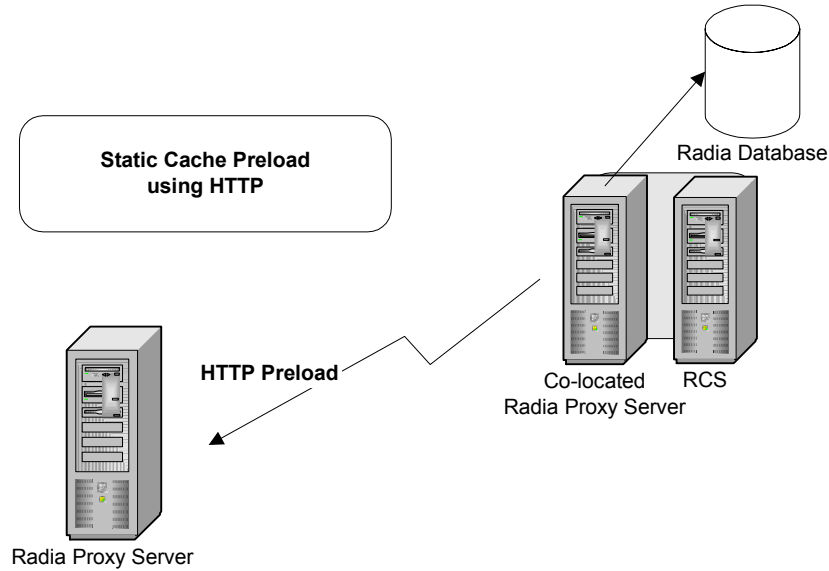 Static Cache Preload
using HTTP
Radia Database
HTTP Preload
Co-located
Radia Proxy Server
RCS
Radia Proxy Server